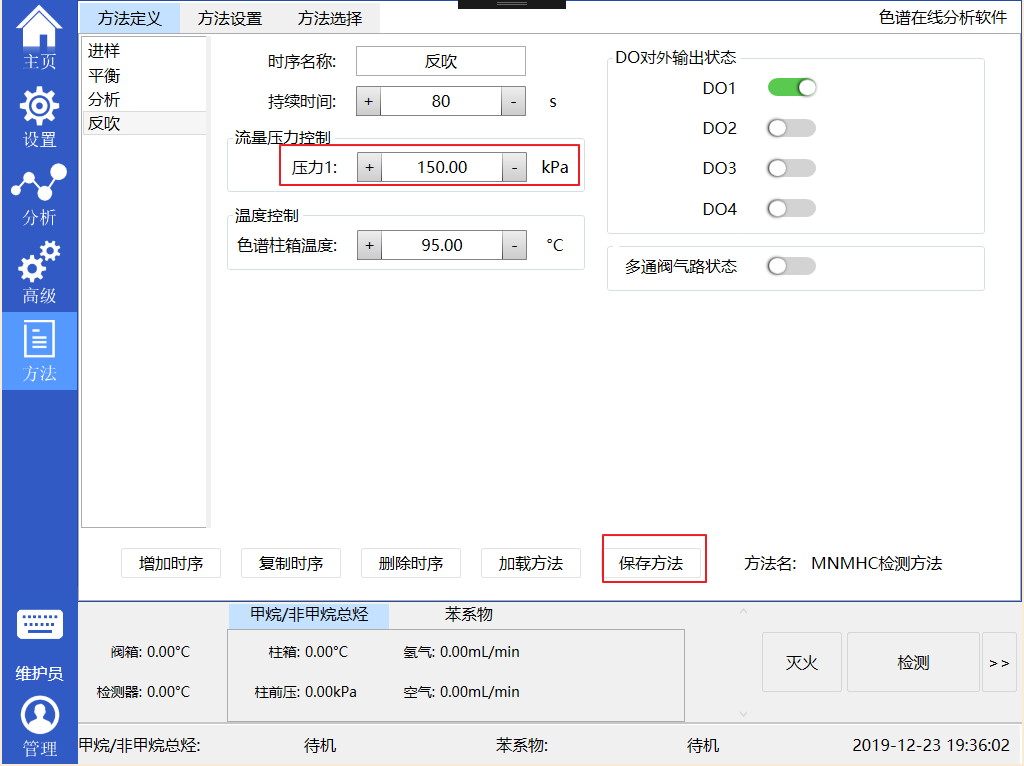 方法定义 方法设置 方法选择 色谱在线分析软件
主页
设置
分析
高级
方法
维护员
管理
进样
平衡
分析
反吹
时序名称: 反吹
持续时间: + 80 - s
流量压力控制
压力1: + 150.00 - kPa
温度控制
色谱柱箱温度: + 95.00 - °C
DO对外输出状态
DO1
DO2
DO3
DO4
多通阀气路状态
增加时序 复制时序 删除时序 加载方法 保存方法 方法名: MNMHC检测方法
甲烷/非甲烷总烃 苯系物
阀箱: 0.00°C 柱箱: 0.00°C 氢气: 0.00mL/min
检测器: 0.00°C 柱前压: 0.00kPa 空气: 0.00mL/min
灭火 检测 >>
甲烷/非甲烷总烃: 待机 苯系物: 待机 2019-12-23 19:36:02